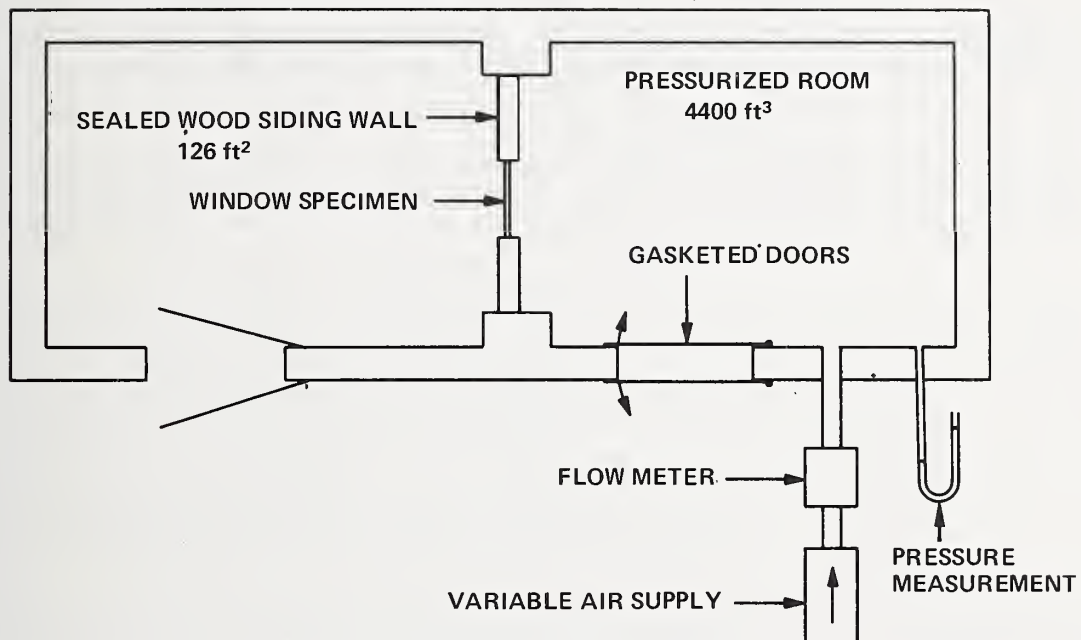 PRESSURIZED ROOM
4400 ft³
SEALED WOOD SIDING WALL
126 ft²
WINDOW SPECIMEN
GASKETED DOORS
FLOW METER
PRESSURE
MEASUREMENT
VARIABLE AIR SUPPLY